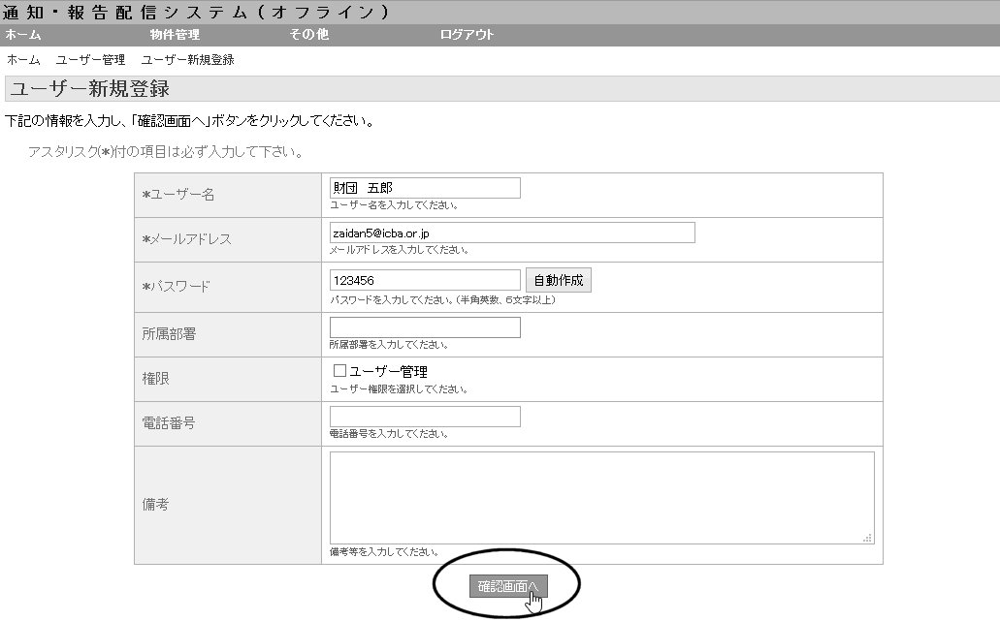 通知・報告配信システム(オフライン)
ホーム 物件管理 その他 ログアウト
ホーム ユーザー管理 ユーザー新規登録
ユーザー新規登録
下記の情報を入力し、「確認画面へ」ボタンをクリックしてください。
アスタリスク(*)付の項目は必ず入力して下さい。
*ユーザー名 財団 五郎
ユーザー名を入力してください。
*メールアドレス zaidan5@icba.or.jp
メールアドレスを入力してください。
*パスワード 123456 自動作成
パスワードを入力してください。(半角英数、6文字以上)
所属部署
所属部署を入力してください。
権限 ユーザー管理
ユーザー権限を選択してください。
電話番号
電話番号を入力してください。
備考
備考等を入力してください。
確認画面へ